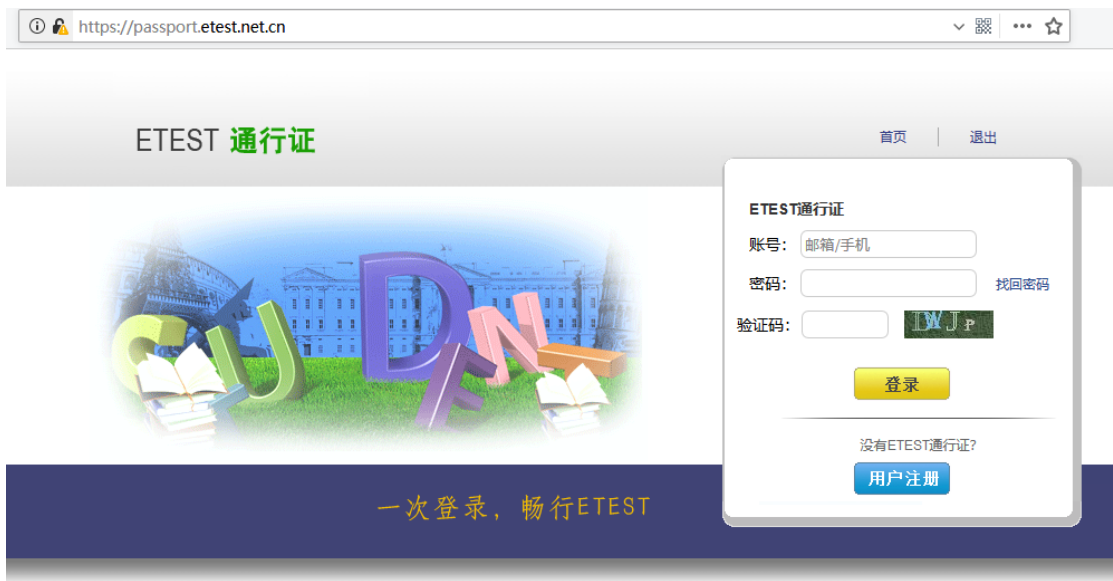 https://passport.etest.net.cn
ETEST 通行证
首页 | 退出
ETEST通行证
账号： 邮箱/手机
密码： 找回密码
验证码： DWJP
登录
没有ETEST通行证?
用户注册
一次登录，畅行ETEST